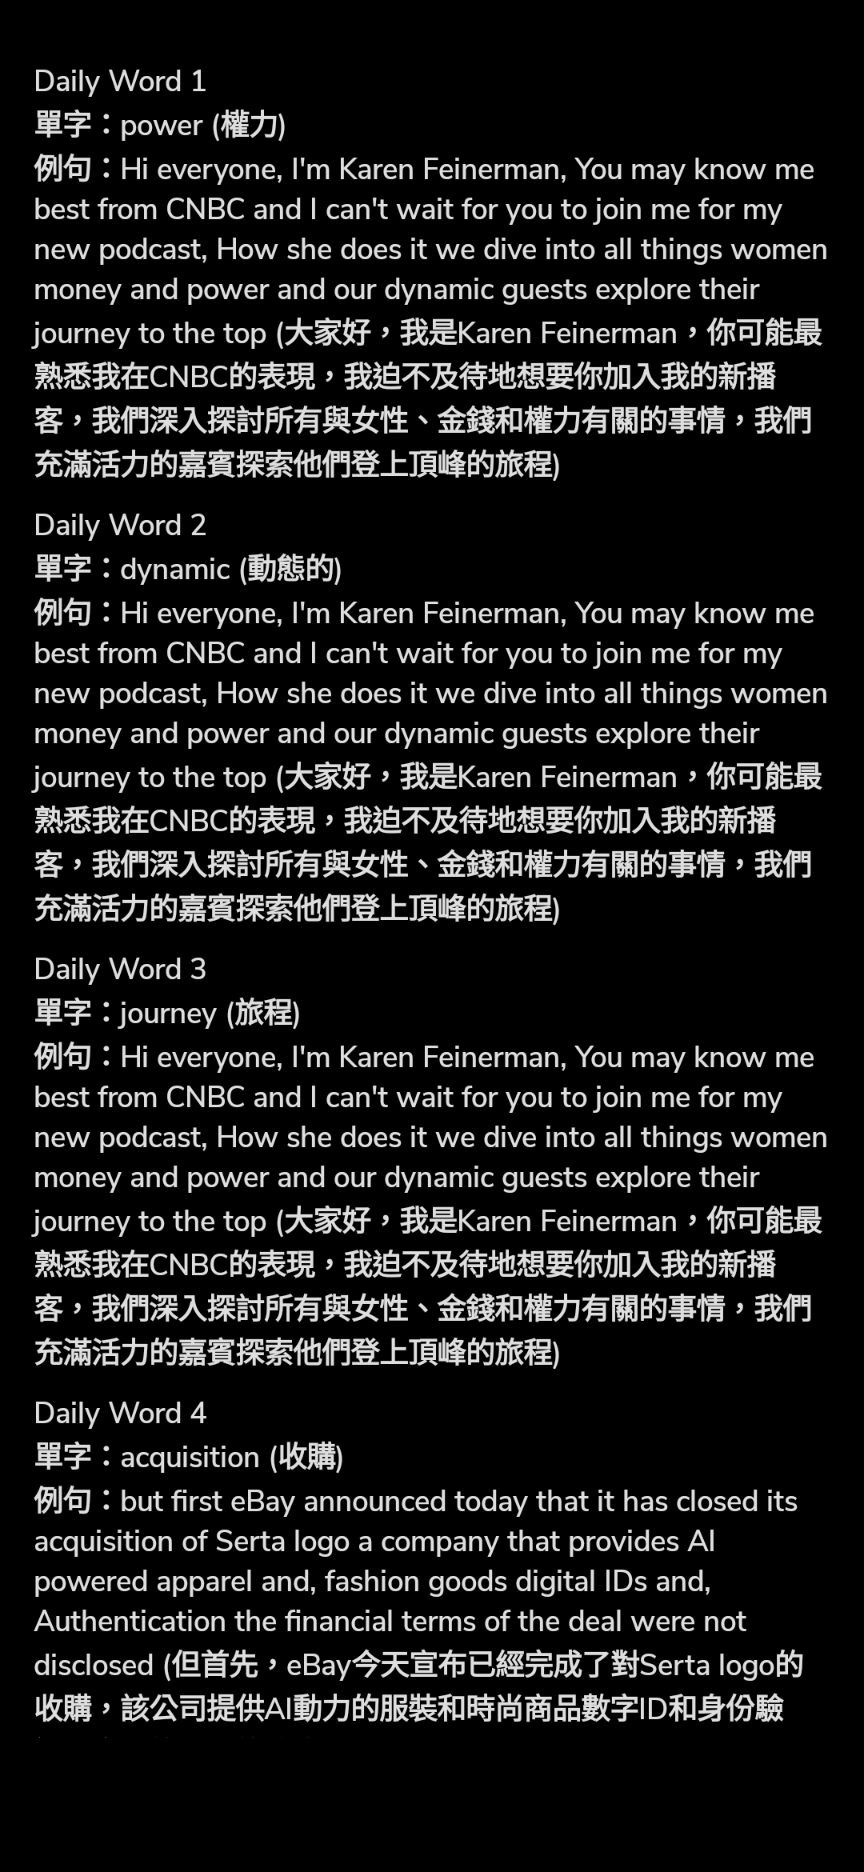 Daily Word 1
單字：power (權力)
例句：Hi everyone, I'm Karen Feinerman, You may know me
best from CNBC and I can't wait for you to join me for my
new podcast, How she does it we dive into all things women
money and power and our dynamic guests explore their
journey to the top (大家好，我是Karen Feinerman，你可能最
熟悉我在CNBC的表現，我迫不及待地想要你加入我的新播
客，我們深入探討所有與女性、金錢和權力有關的事情，我們
充滿活力的嘉賓探索他們登上頂峰的旅程)
Daily Word 2
單字：dynamic (動態的)
例句：Hi everyone, I'm Karen Feinerman, You may know me
best from CNBC and I can't wait for you to join me for my
new podcast, How she does it we dive into all things women
money and power and our dynamic guests explore their
journey to the top (大家好，我是Karen Feinerman，你可能最
熟悉我在CNBC的表現，我迫不及待地想要你加入我的新播
客，我們深入探討所有與女性、金錢和權力有關的事情，我們
充滿活力的嘉賓探索他們登上頂峰的旅程)
Daily Word 3
單字：journey (旅程)
例句：Hi everyone, I'm Karen Feinerman, You may know me
best from CNBC and I can't wait for you to join me for my
new podcast, How she does it we dive into all things women
money and power and our dynamic guests explore their
journey to the top (大家好，我是Karen Feinerman，你可能最
熟悉我在CNBC的表現，我迫不及待地想要你加入我的新播
客，我們深入探討所有與女性、金錢和權力有關的事情，我們
充滿活力的嘉賓探索他們登上頂峰的旅程)
Daily Word 4
單字：acquisition (收購)
例句：but first eBay announced today that it has closed its
acquisition of Serta logo a company that provides AI
powered apparel and, fashion goods digital IDs and,
Authentication the financial terms of the deal were not
disclosed (但首先，eBay今天宣布已經完成了對Serta logo的
收購，該公司提供AI動力的服裝和時尚商品數字ID和身份驗